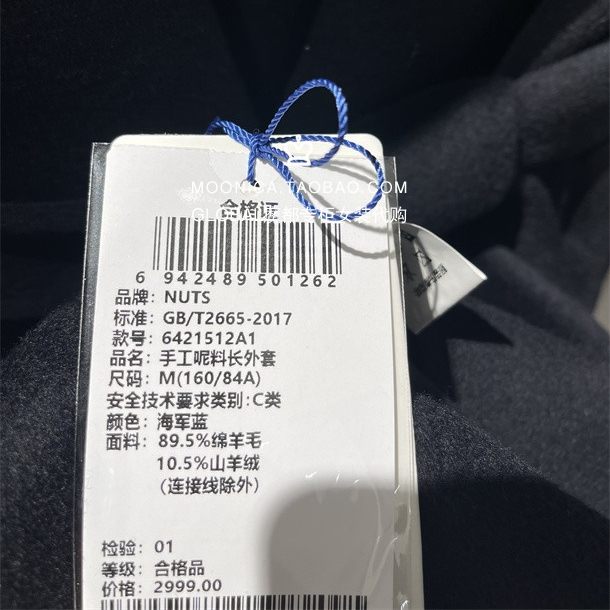 MOONICA.TAOBAO.COM
合格证
6 942489 501262
品牌: NUTS
标准: GB/T2665-2017
款号: 6421512A1
品名: 手工呢料长外套
尺码: M(160/84A)
安全技术要求类别:C类
颜色: 海军蓝
面料: 89.5%绵羊毛
10.5%山羊绒
(连接线除外)
检验: 01
等级: 合格品
价格: 2999.00